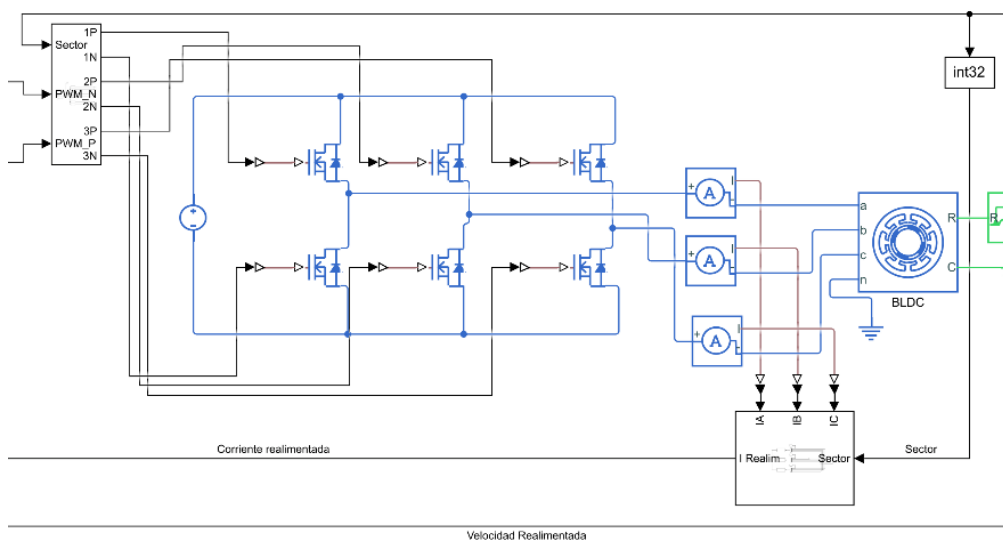 1P
Sector
1N
2P
PWM_N
2N
3P
PWM_P
3N
int32
+
I
A
-
+
I
A
-
+
I
A
-
a
b
c
n
R
C
R
BLDC
IA
IB
IC
I Realim
Sector
Corriente realimentada
Sector
Velocidad Realimentada